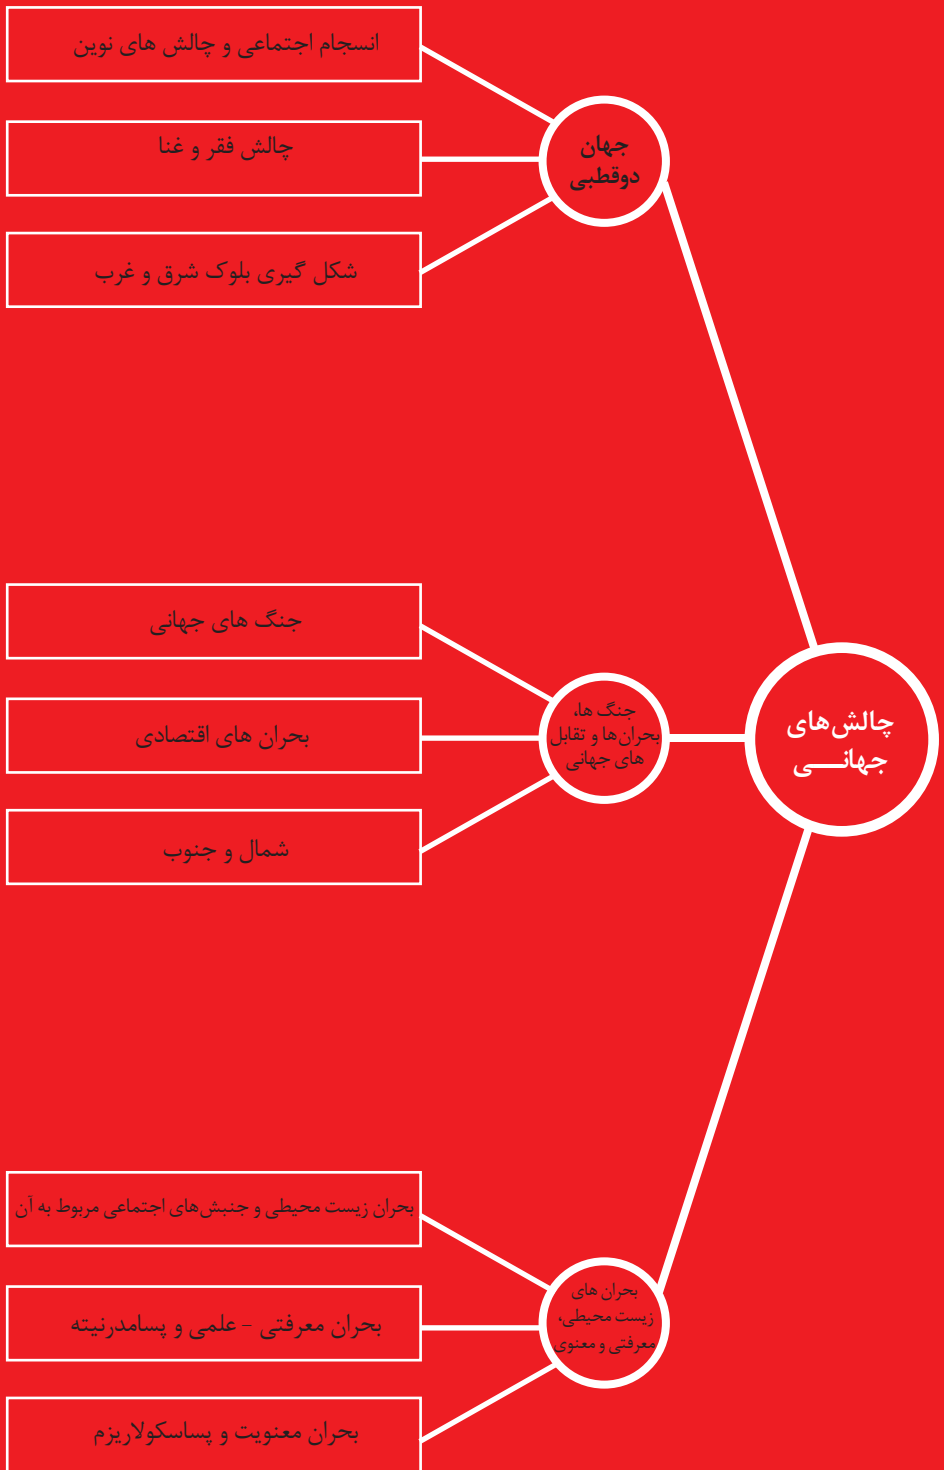 چالش‌های
جهانـــی
جهان
دوقطبی
انسجام اجتماعی و چالش های نوین
چالش فقر و غنا
شکل گیری بلوک شرق و غرب
جنگ ها،
بحران‌ها و تقابل
های جهانی
جنگ های جهانی
بحران های اقتصادی
شمال و جنوب
بحران های
زیست محیطی،
معرفتی و معنوی
بحران زیست محیطی و جنبش‌های اجتماعی مربوط به آن
بحران معرفتی - علمی و پسامدرنیته
بحران معنویت و پساسکولاریزم